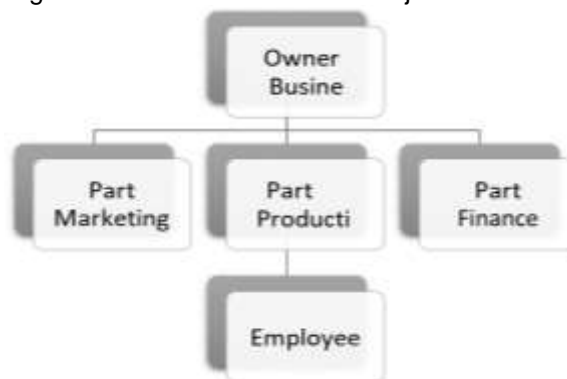 Owner
Busine
Part
Marketing
Part
Producti
Part
Finance
Employee